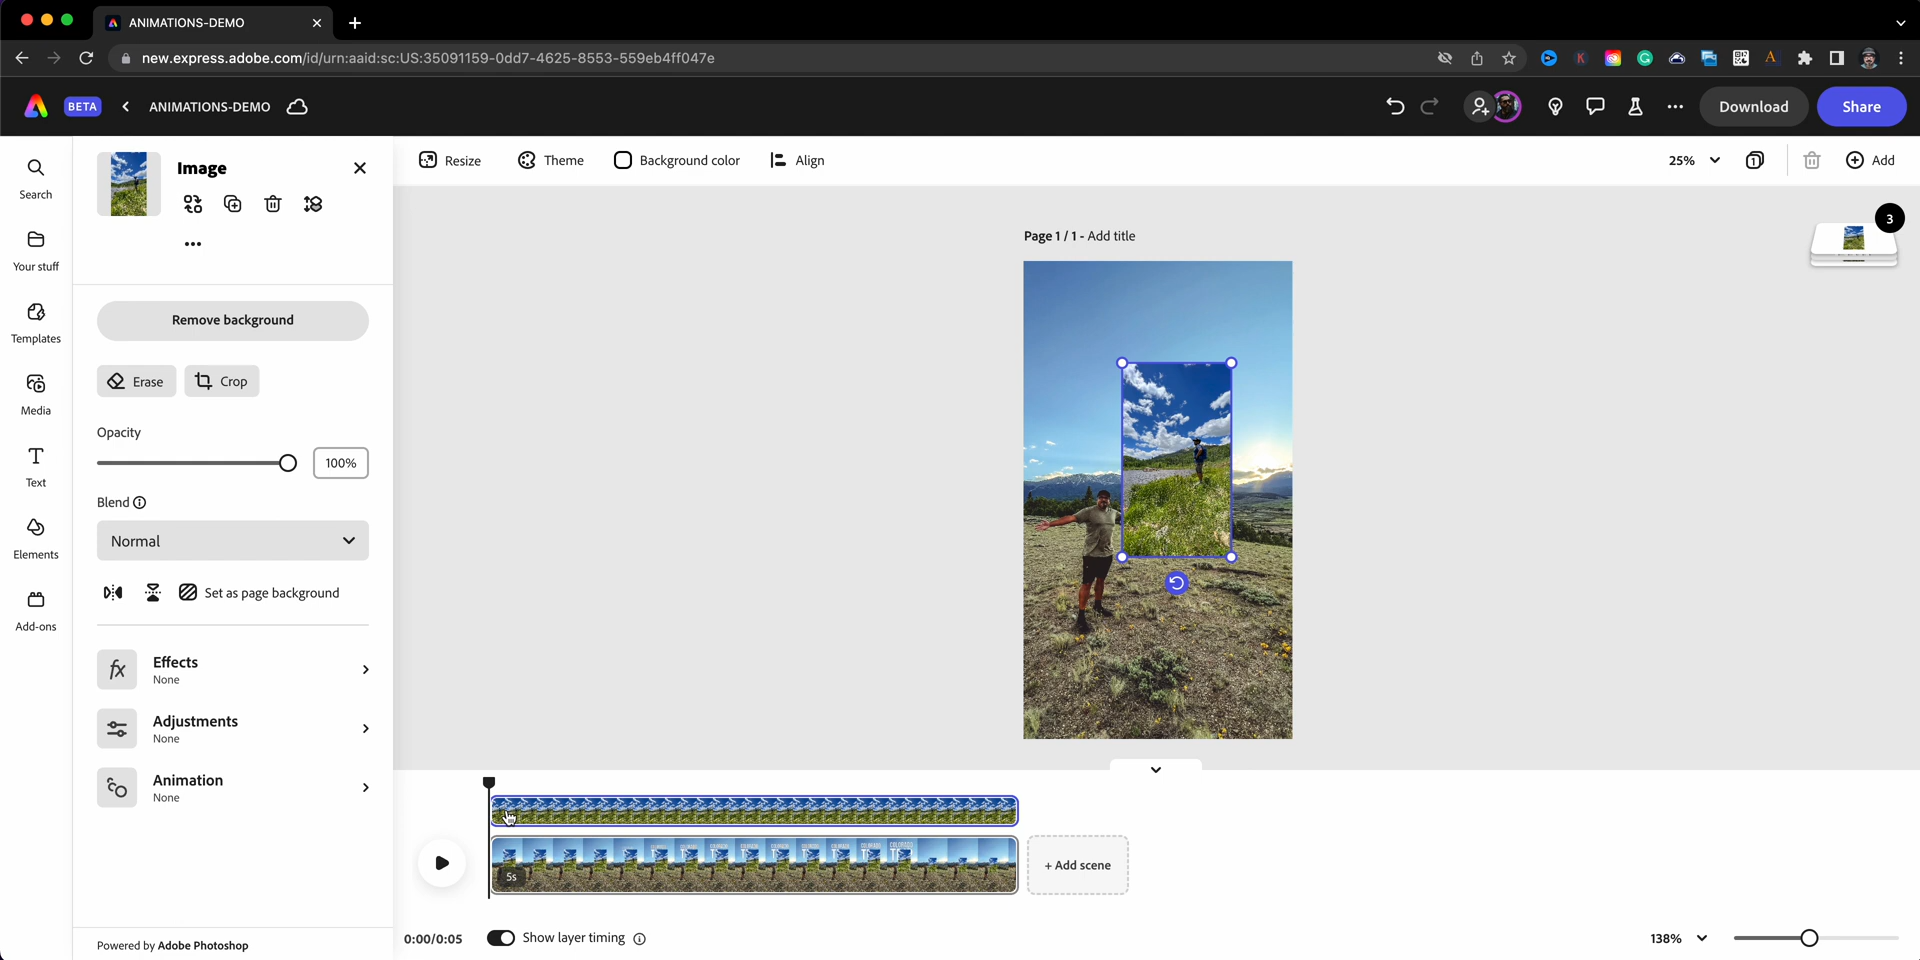 ANIMATIONS-DEMO
new.express.adobe.com/id/urn:aaid:sc:US:35091159-0dd7-4625-8553-559eb4ff047e
BETA
ANIMATIONS-DEMO
Download
Share
Search
Your stuff
Templates
Media
Text
Elements
Add-ons
Image
Remove background
Erase
Crop
Opacity
100%
Blend
Normal
Set as page background
Effects
None
Adjustments
None
Animation
None
Powered by Adobe Photoshop
Resize
Theme
Background color
Align
25%
Add
3
Page 1 / 1 - Add title
5s
+ Add scene
0:00/0:05
Show layer timing
138%